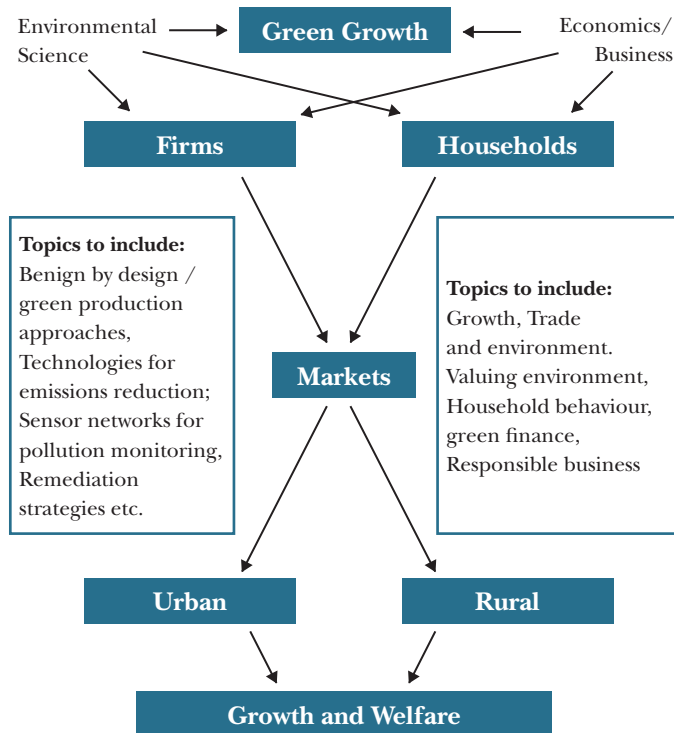 Environmental
Science
Green Growth
Economics/
Business
Firms
Households
Topics to include:
Benign by design /
green production
approaches,
Technologies for
emissions reduction;
Sensor networks for
pollution monitoring,
Remediation
strategies etc.
Topics to include:
Growth, Trade
and environment.
Valuing environment,
Household behaviour,
green finance,
Responsible business
Markets
Urban
Rural
Growth and Welfare